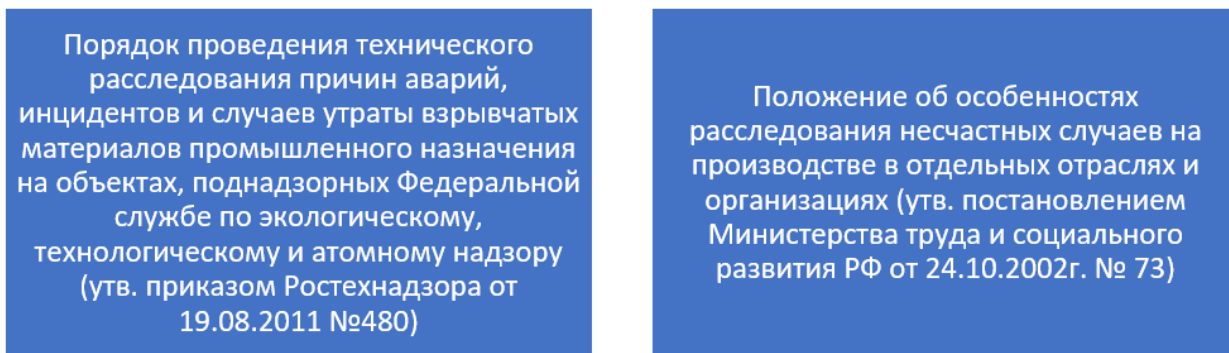 Порядок проведения технического
расследования причин аварий,
инцидентов и случаев утраты взрывчатых
материалов промышленного назначения
на объектах, поднадзорных Федеральной
службе по экологическому,
технологическому и атомному надзору
(утв. приказом Ростехнадзора от
19.08.2011 №480)
Положение об особенностях
расследования несчастных случаев на
производстве в отдельных отраслях и
организациях (утв. постановлением
Министерства труда и социального
развития РФ от 24.10.2002г. № 73)